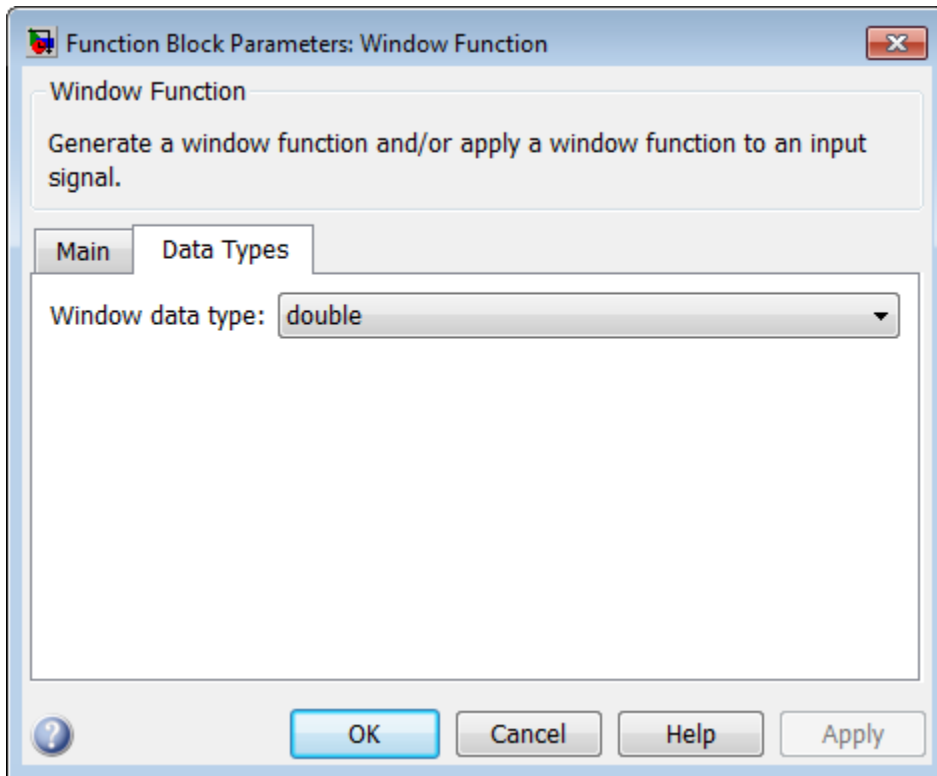 Function Block Parameters: Window Function
Window Function
Generate a window function and/or apply a window function to an input
signal.
Main
Data Types
Window data type: double
OK
Cancel
Help
Apply